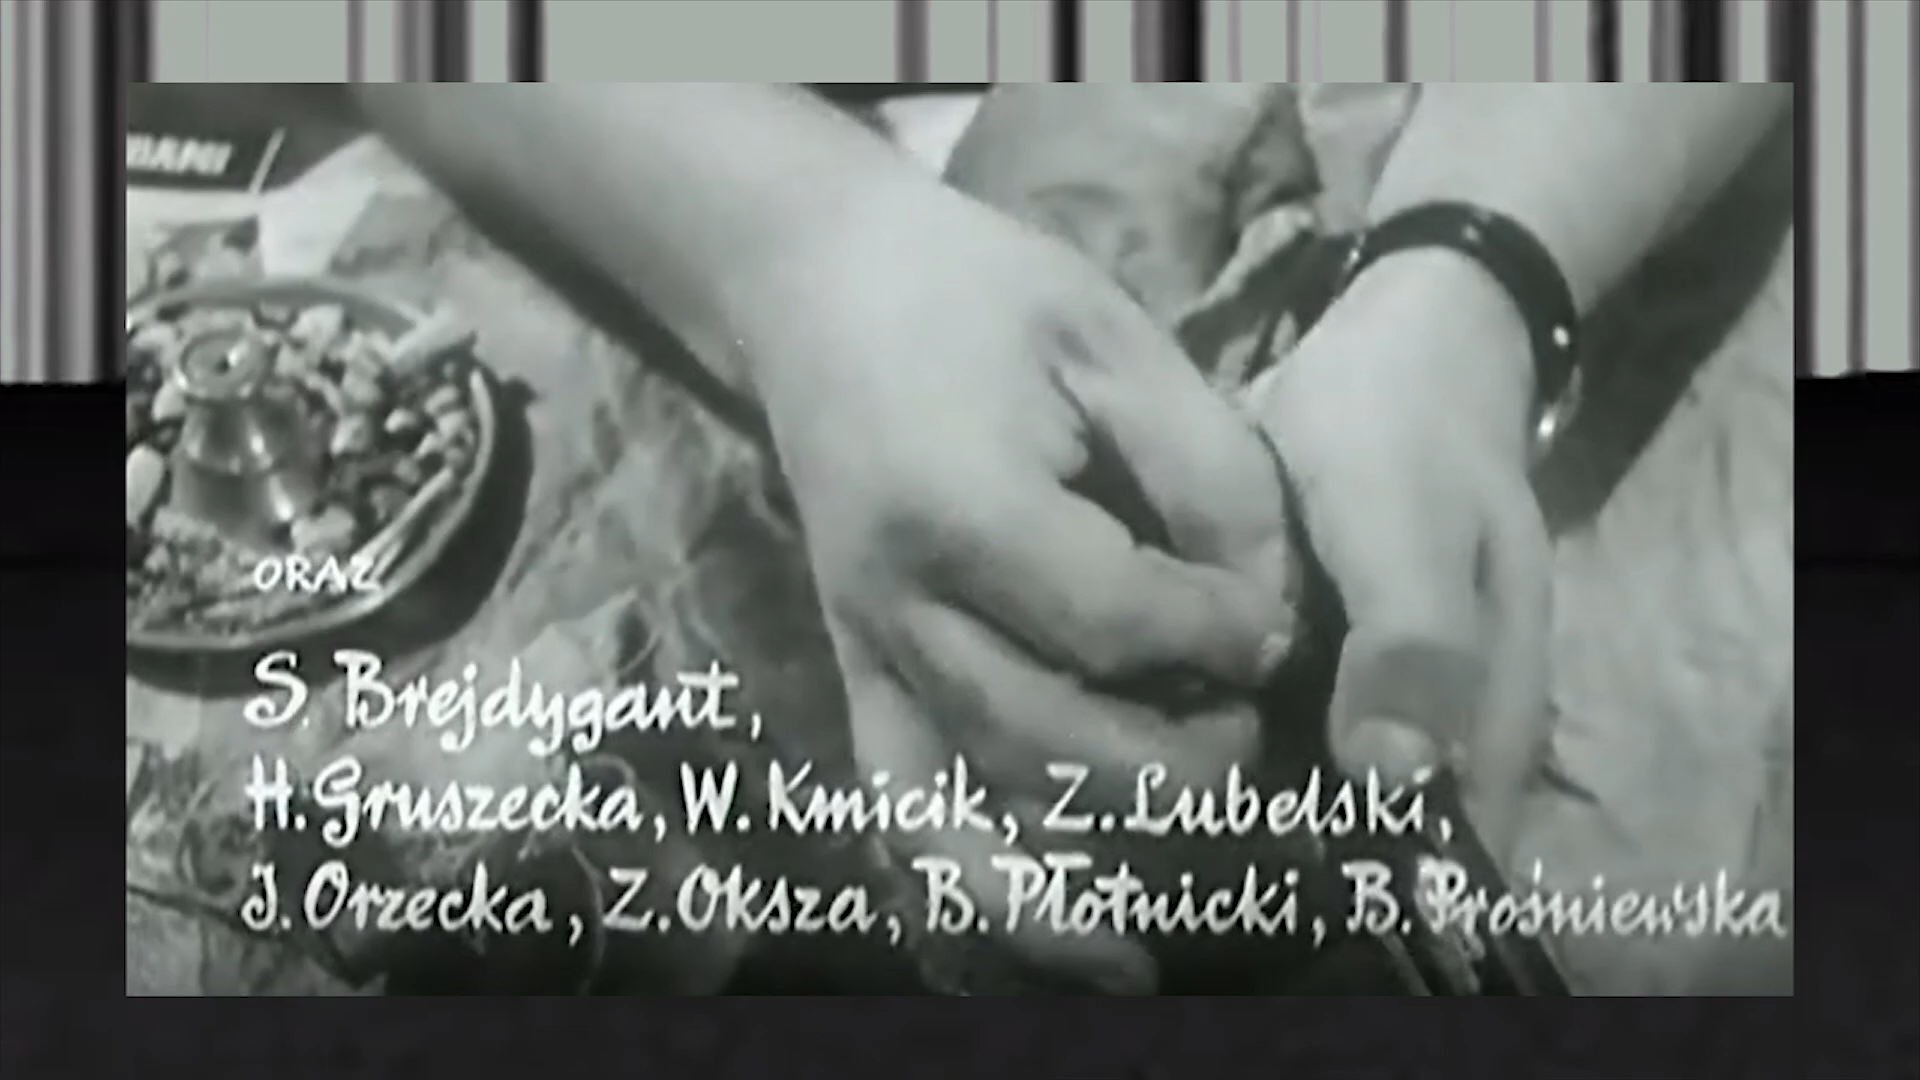 ORAZ
S. Brejdygant,
H. Gruszecka, W. Kmicik, Z. Lubelski,
J. Orzecka, Z. Oksza, B. Płotnicki, B. Prośniewska